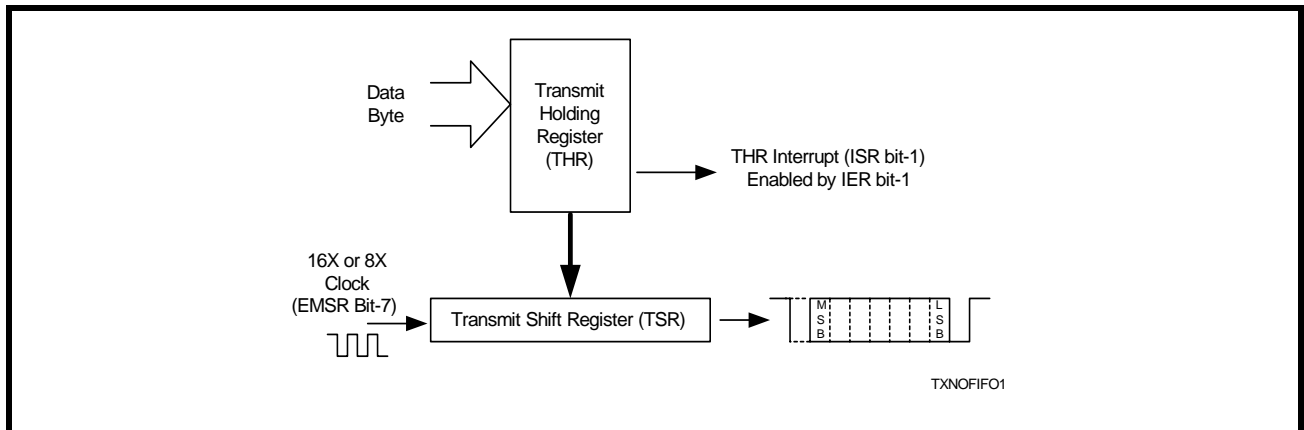 Data
Byte
Transmit
Holding
Register
(THR)
THR Interrupt (ISR bit-1)
Enabled by IER bit-1
16X or 8X
Clock
(EMSR Bit-7)
Transmit Shift Register (TSR)
M
S
B
L
S
B
TXNOFIFO1